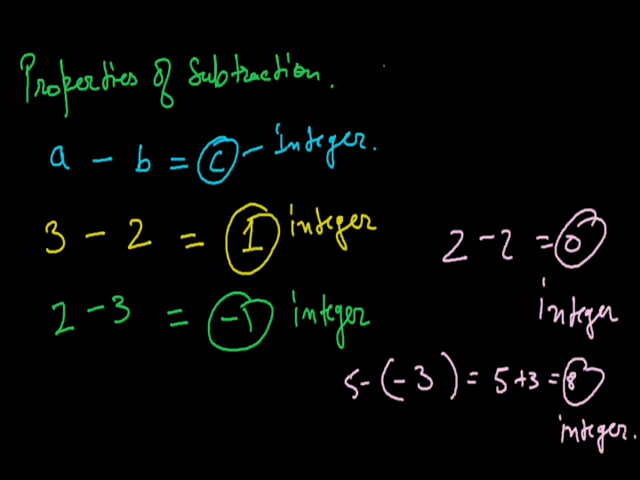 Properties of Subtraction.
a - b = c - Integer.
3 - 2 = 1 integer
2 - 3 = -1 integer
2 - 2 = 0
integer
5 - (-3) = 5 + 3 = 8
integer.